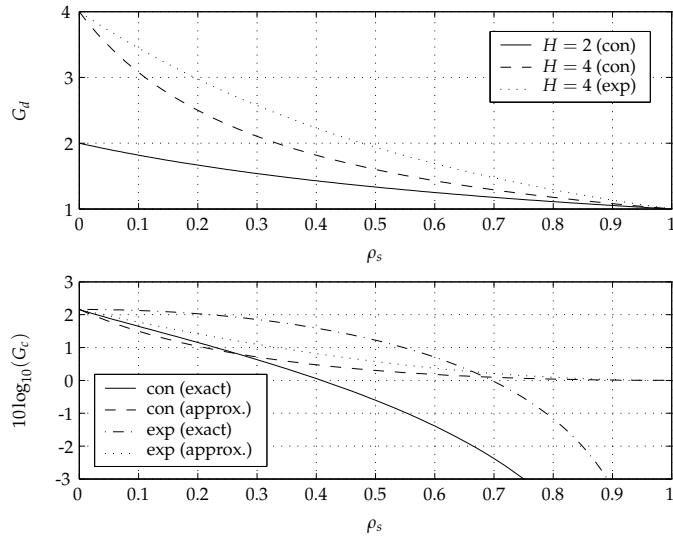 4
3
2
1
G_d
H = 2 (con)
H = 4 (con)
H = 4 (exp)
0 0.1 0.2 0.3 0.4 0.5 0.6 0.7 0.8 0.9 1
ρ_s
3
2
1
0
-1
-2
-3
10 log_10(G_c)
con (exact)
con (approx.)
exp (exact)
exp (approx.)
0 0.1 0.2 0.3 0.4 0.5 0.6 0.7 0.8 0.9 1
ρ_s